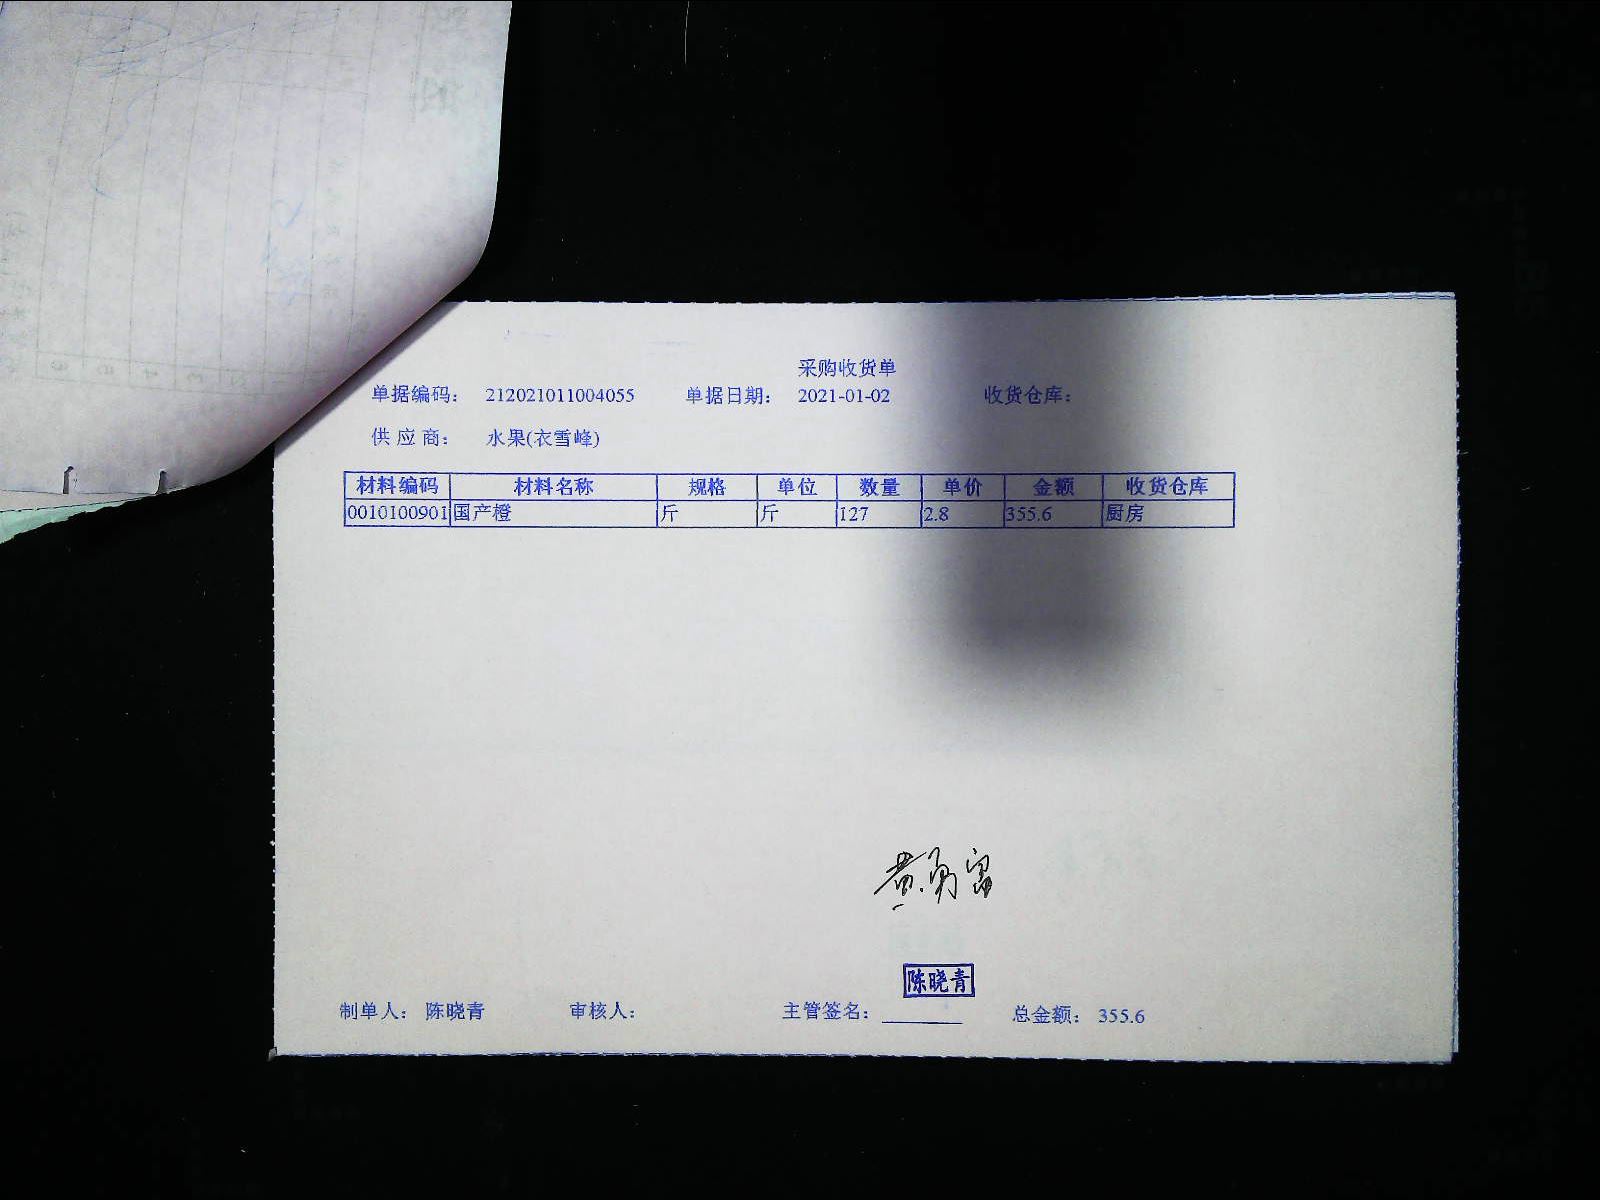 采购收货单
单据编码: 212021011004055 单据日期: 2021-01-02 收货仓库:
供应商: 水果(衣雪峰)
材料编码 材料名称 规格 单位 数量 单价 金额 收货仓库
0010100901 国产橙 斤 斤 127 2.8 355.6 厨房
黄勇富
陈晓青
制单人: 陈晓青 审核人: 主管签名: 总金额: 355.6